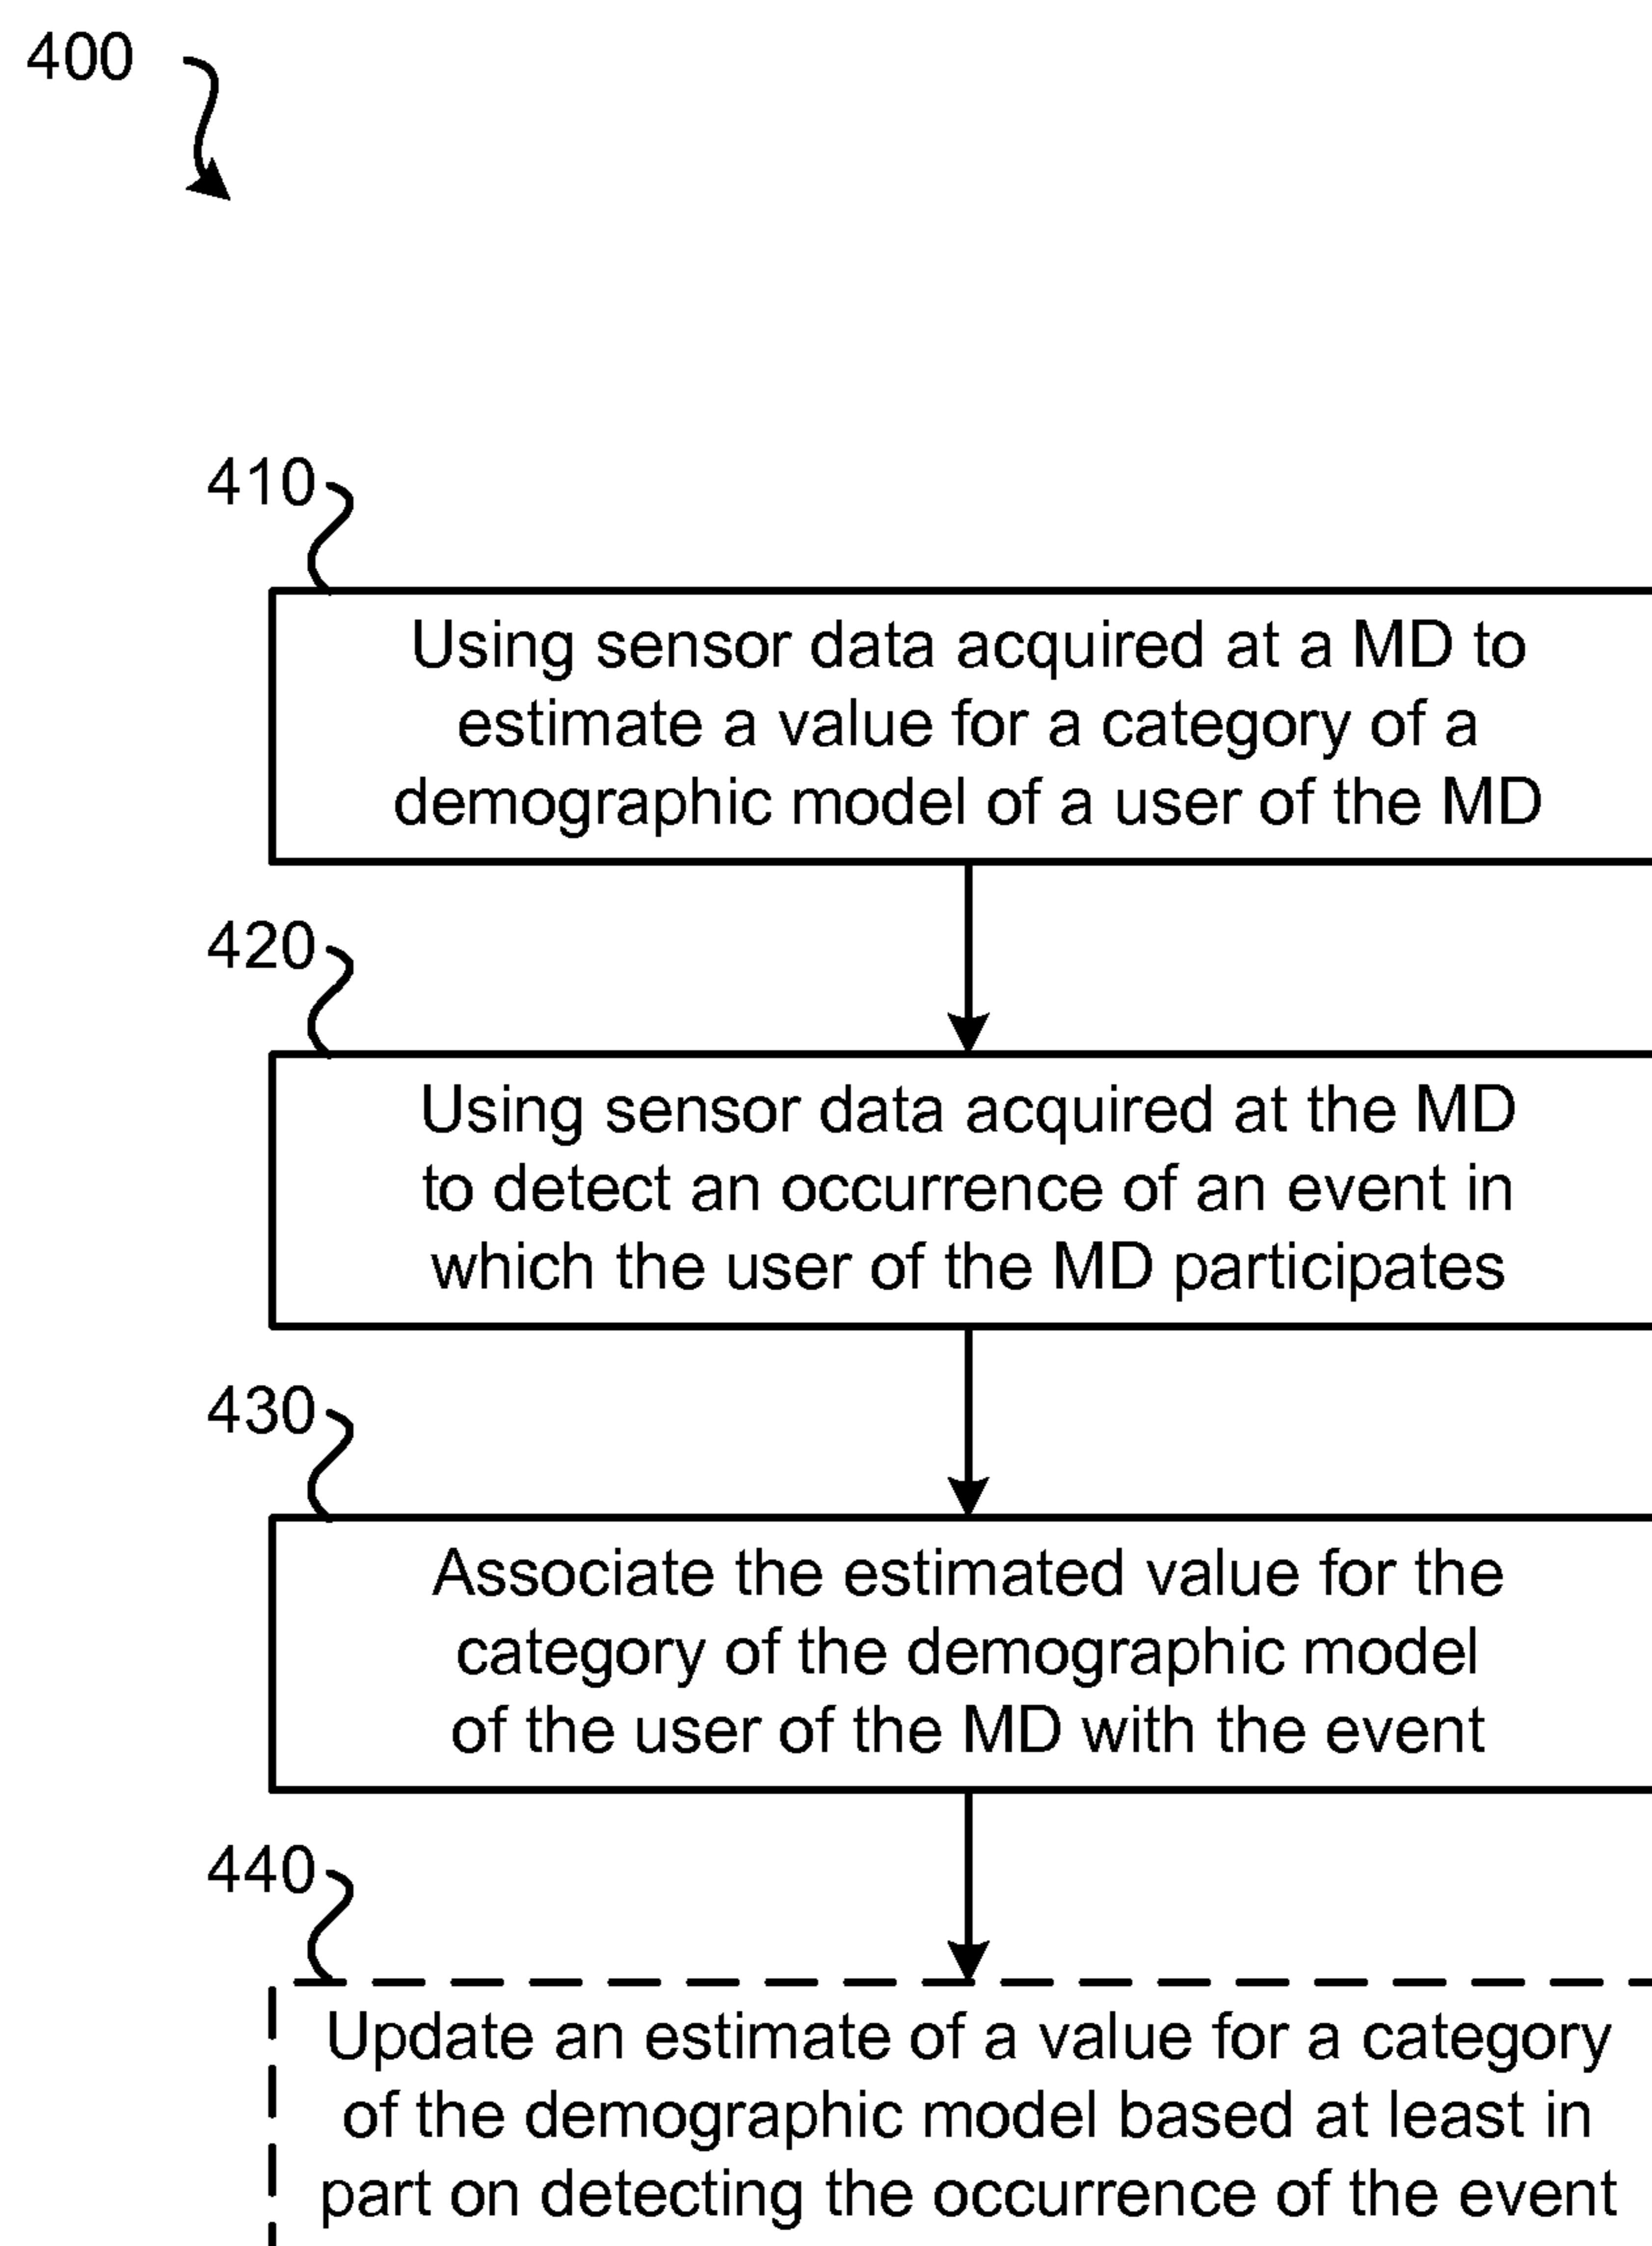 400
410
Using sensor data acquired at a MD to
estimate a value for a category of a
demographic model of a user of the MD
420
Using sensor data acquired at the MD
to detect an occurrence of an event in
which the user of the MD participates
430
Associate the estimated value for the
category of the demographic model
of the user of the MD with the event
440
Update an estimate of a value for a category
of the demographic model based at least in
part on detecting the occurrence of the event